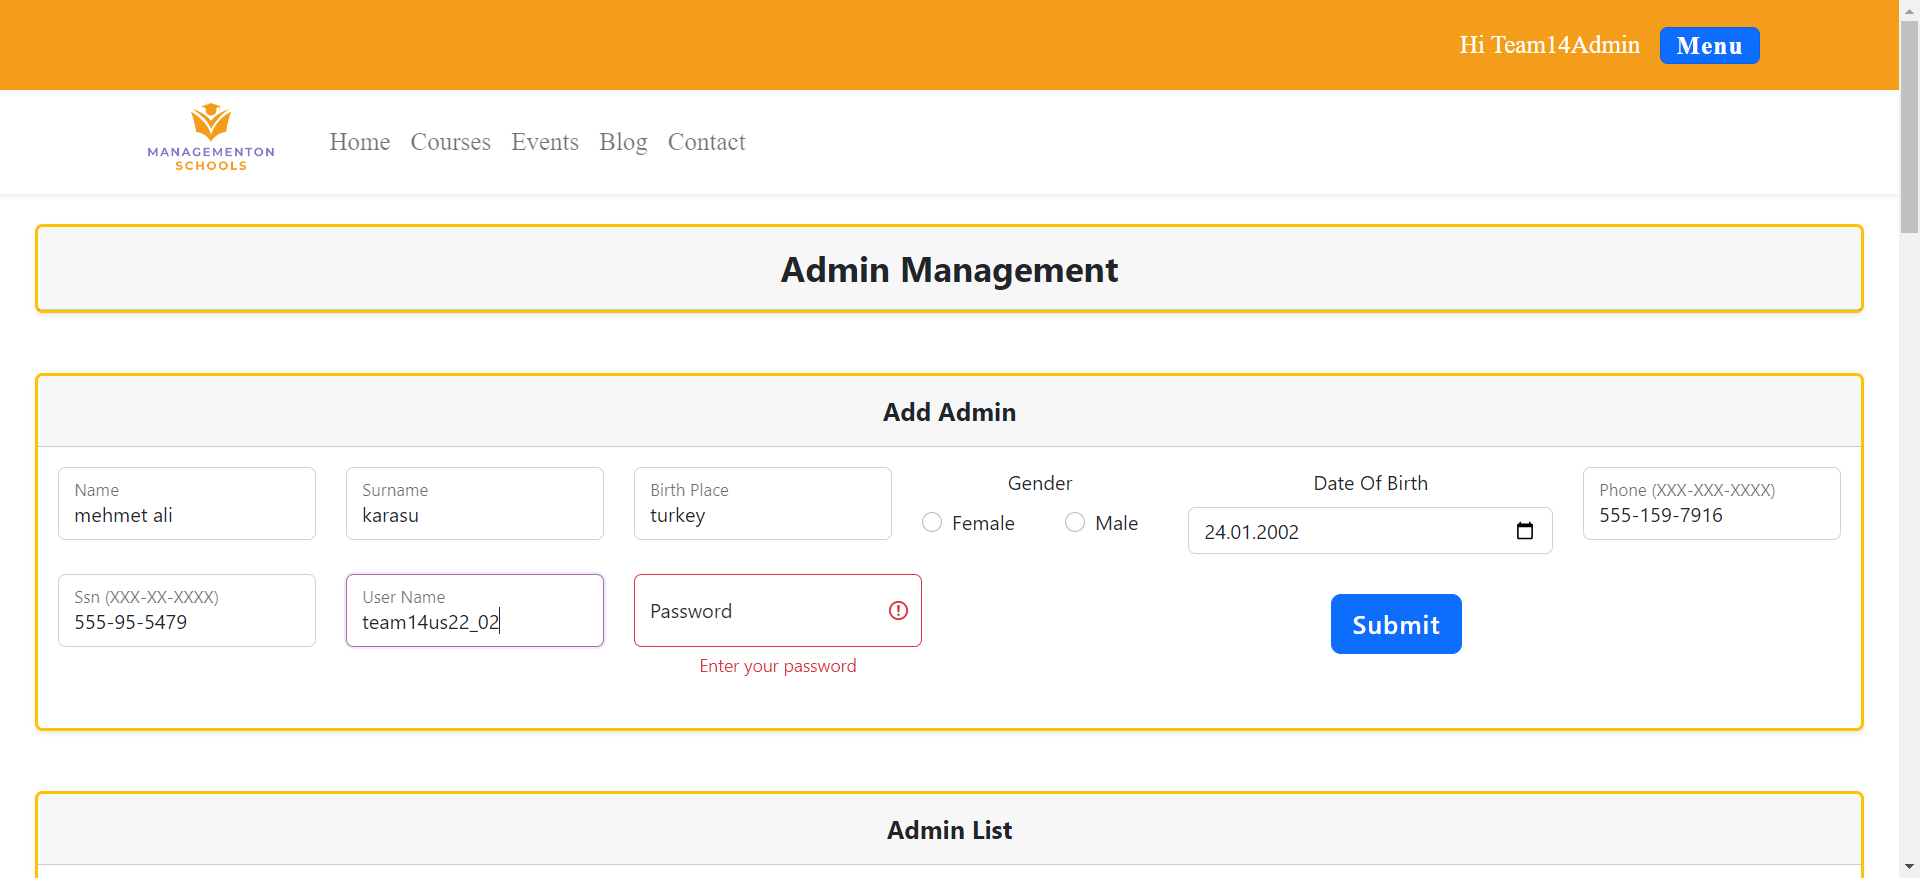 Hi Team14Admin
Menu
MANAGEMENTON
SCHOOLS
Home Courses Events Blog Contact
Admin Management
Add Admin
Name
mehmet ali
Surname
karasu
Birth Place
turkey
Gender
Female
Male
Date Of Birth
24.01.2002
Phone (XXX-XXX-XXXX)
555-159-7916
Ssn (XXX-XX-XXXX)
555-95-5479
User Name
team14us22_02
Password
Enter your password
Submit
Admin List